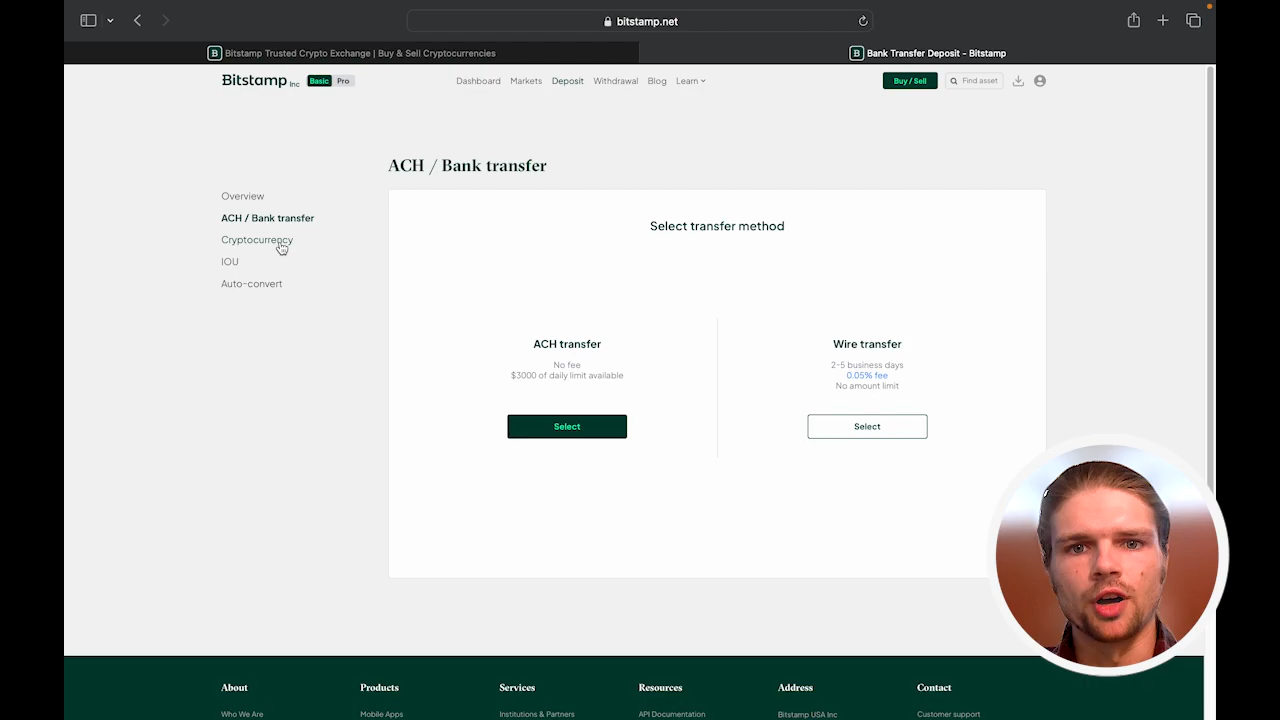 bitstamp.net
Bitstamp Trusted Crypto Exchange | Buy & Sell Cryptocurrencies
Bank Transfer Deposit - Bitstamp
Bitstamp Inc Basic Pro
Dashboard Markets Deposit Withdrawal Blog Learn
Buy / Sell
Find asset
ACH / Bank transfer
Overview
ACH / Bank transfer
Cryptocurrency
IOU
Auto-convert
Select transfer method
ACH transfer
No fee
$3000 of daily limit available
Select
Wire transfer
2-5 business days
0.05% fee
No amount limit
Select
About Products Services Resources Address Contact
Who We Are Mobile Apps Institutions & Partners API Documentation Bitstamp USA Inc Customer support